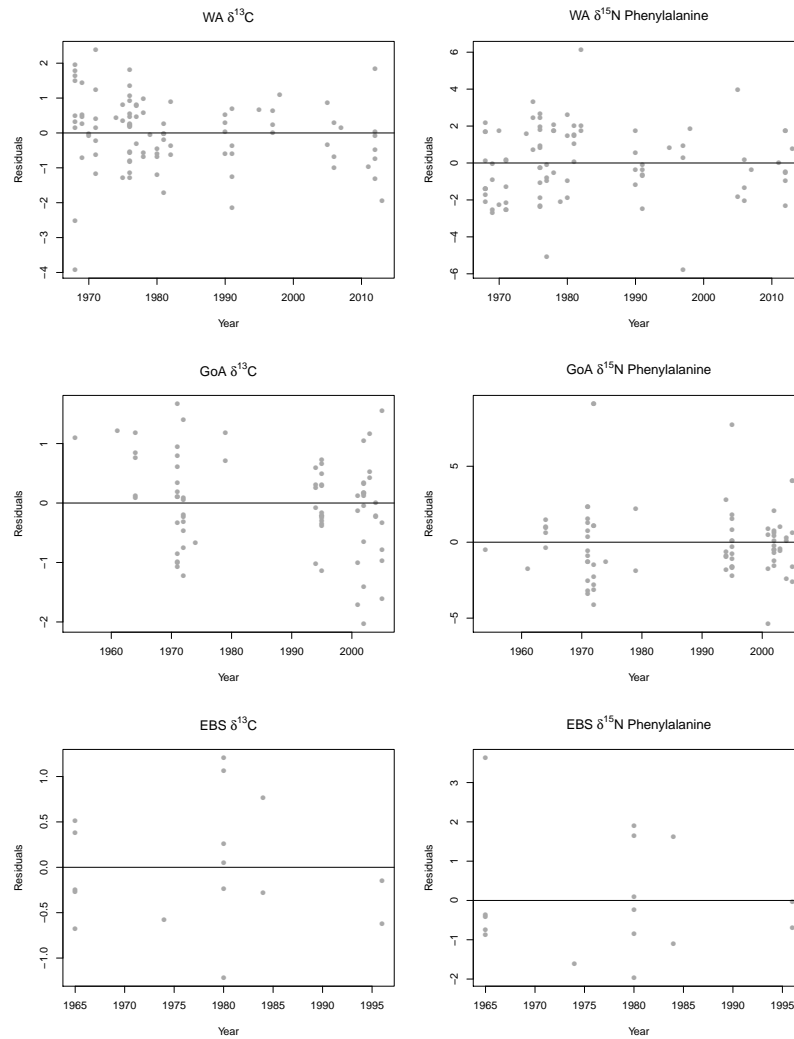 WA δ¹³C
Residuals
2
1
0
−1
−2
−3
−4
1970 1980 1990 2000 2010
Year
WA δ¹⁵N Phenylalanine
Residuals
6
4
2
0
−2
−4
−6
1970 1980 1990 2000 2010
Year
GoA δ¹³C
Residuals
1
0
−1
−2
1960 1970 1980 1990 2000
Year
GoA δ¹⁵N Phenylalanine
Residuals
5
0
−5
1960 1970 1980 1990 2000
Year
EBS δ¹³C
Residuals
1.0
0.5
0.0
−0.5
−1.0
1965 1970 1975 1980 1985 1990 1995
Year
EBS δ¹⁵N Phenylalanine
Residuals
3
2
1
0
−1
−2
1965 1970 1975 1980 1985 1990 1995
Year